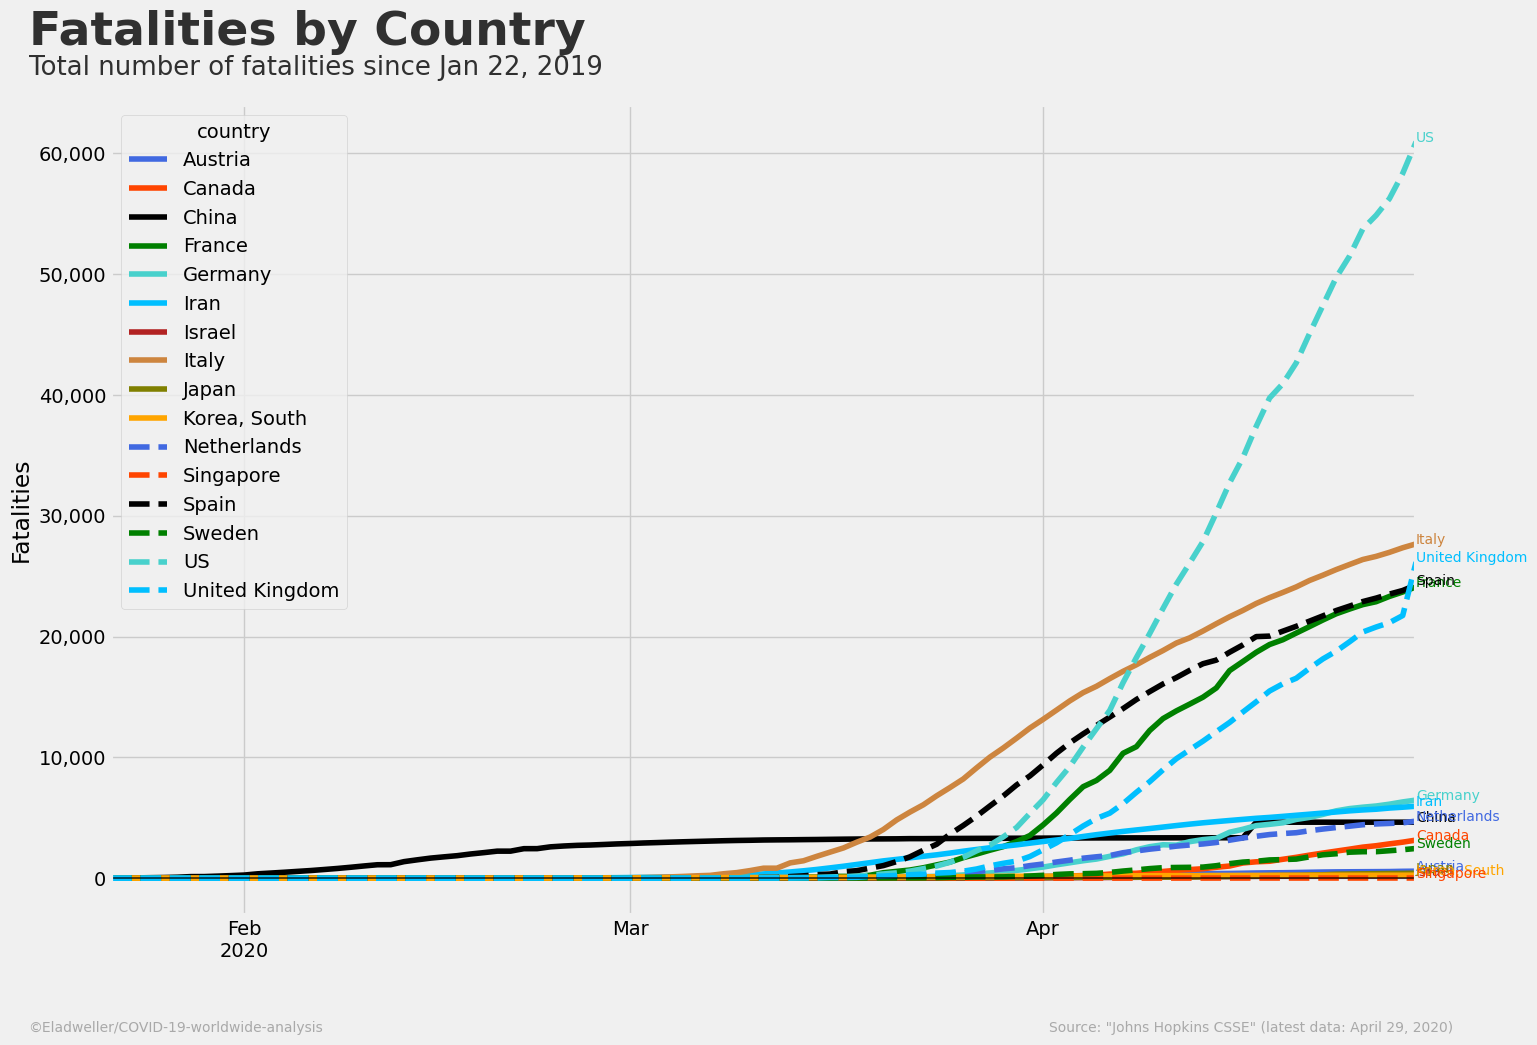 Fatalities by Country
Total number of fatalities since Jan 22, 2019
country
Austria
Canada
China
France
Germany
Iran
Israel
Italy
Japan
Korea, South
Netherlands
Singapore
Spain
Sweden
US
United Kingdom
Fatalities
60,000
50,000
40,000
30,000
20,000
10,000
0
US
Italy
United Kingdom
Spain
France
Germany
Iran
Netherlands
China
Canada
Sweden
Austria
South
Singapore
Feb
2020
Mar
Apr
©Eladweller/COVID-19-worldwide-analysis
Source: "Johns Hopkins CSSE" (latest data: April 29, 2020)